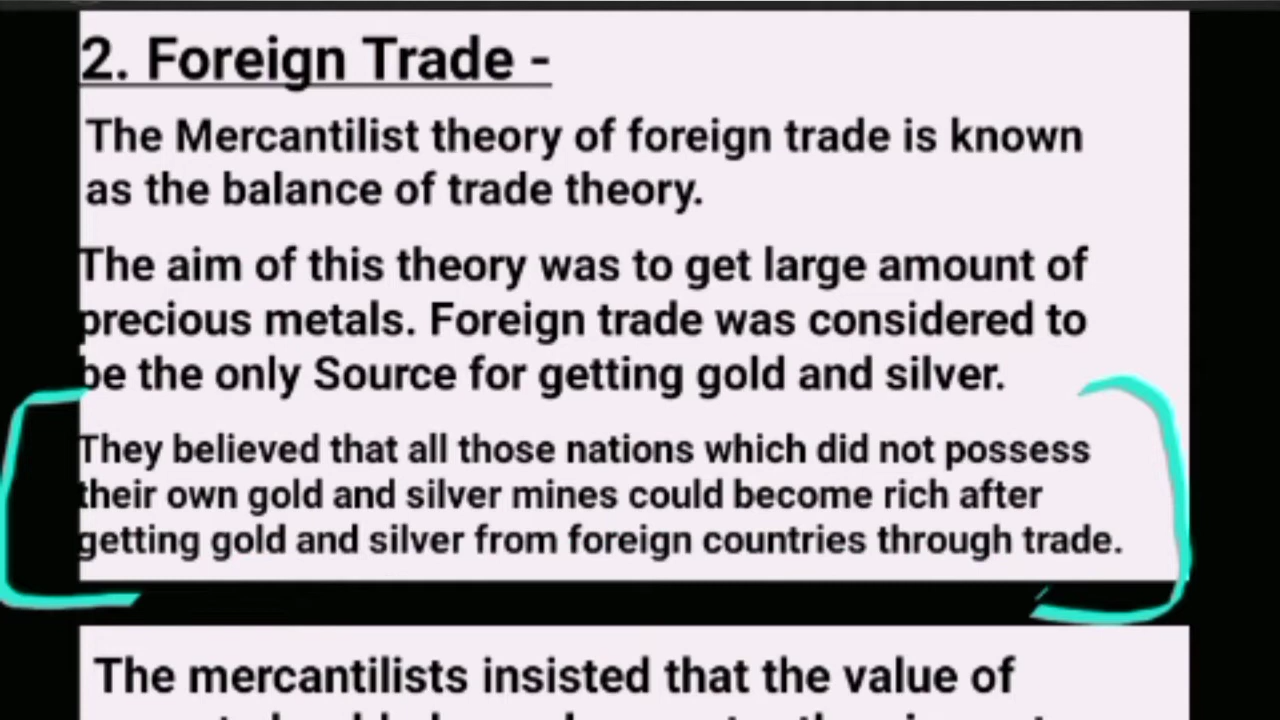 2. Foreign Trade -
The Mercantilist theory of foreign trade is known
as the balance of trade theory.
The aim of this theory was to get large amount of
precious metals. Foreign trade was considered to
be the only Source for getting gold and silver.
They believed that all those nations which did not possess
their own gold and silver mines could become rich after
getting gold and silver from foreign countries through trade.
The mercantilists insisted that the value of